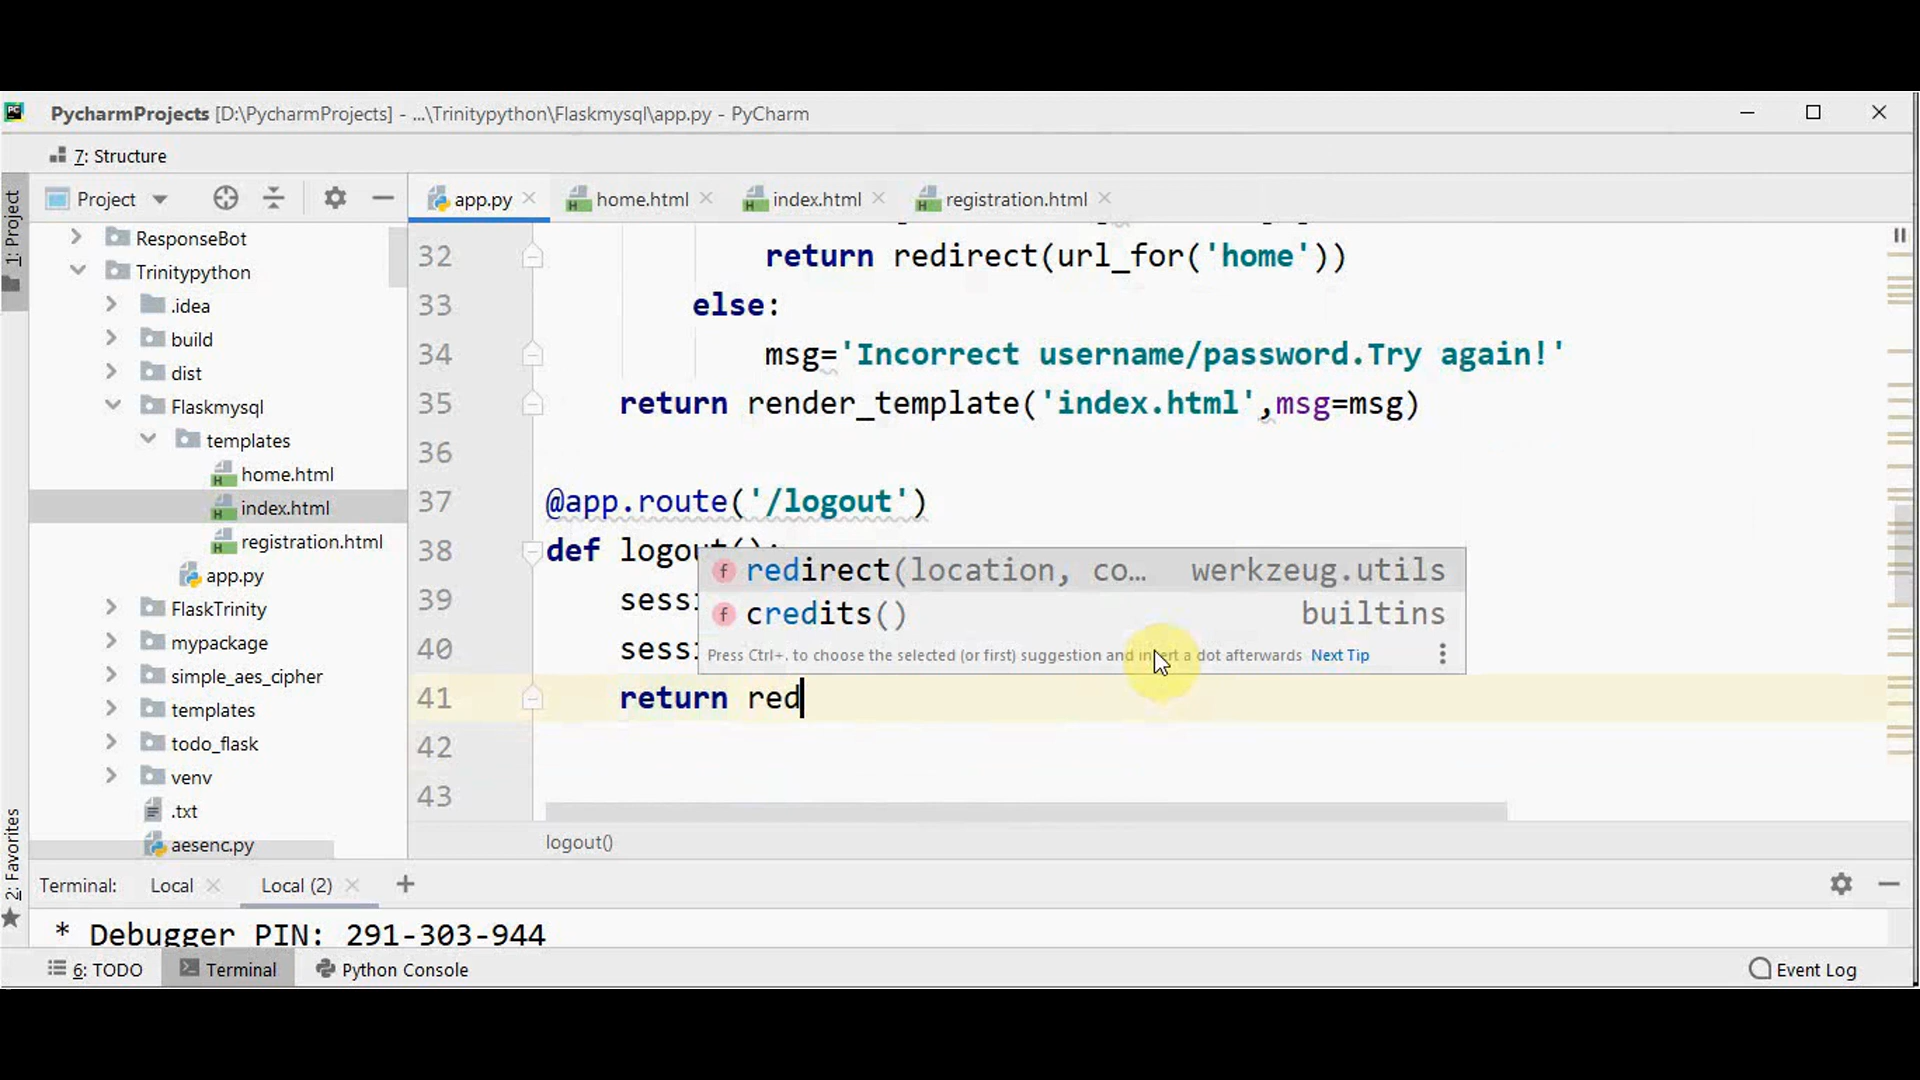 PycharmProjects [D:\PycharmProjects] - ...\Trinitypython\Flaskmysql\app.py - PyCharm
7: Structure
1: Project
2: Favorites
Project
app.py
home.html
index.html
registration.html
ResponseBot
Trinitypython
.idea
build
dist
Flaskmysql
templates
home.html
index.html
registration.html
app.py
FlaskTrinity
mypackage
simple_aes_cipher
templates
todo_flask
venv
.txt
aesenc.py
32 return redirect(url_for('home'))
33 else:
34 msg='Incorrect username/password.Try again!'
35 return render_template('index.html',msg=msg)
36
37 @app.route('/logout')
38 def logout():
39 sessi
40 sessi
41 return red
42
43
redirect(location, co... werkzeug.utils
credits() builtins
Press Ctrl+. to choose the selected (or first) suggestion and insert a dot afterwards Next Tip
logout()
Terminal: Local Local (2) +
* Debugger PIN: 291-303-944
6: TODO Terminal Python Console Event Log